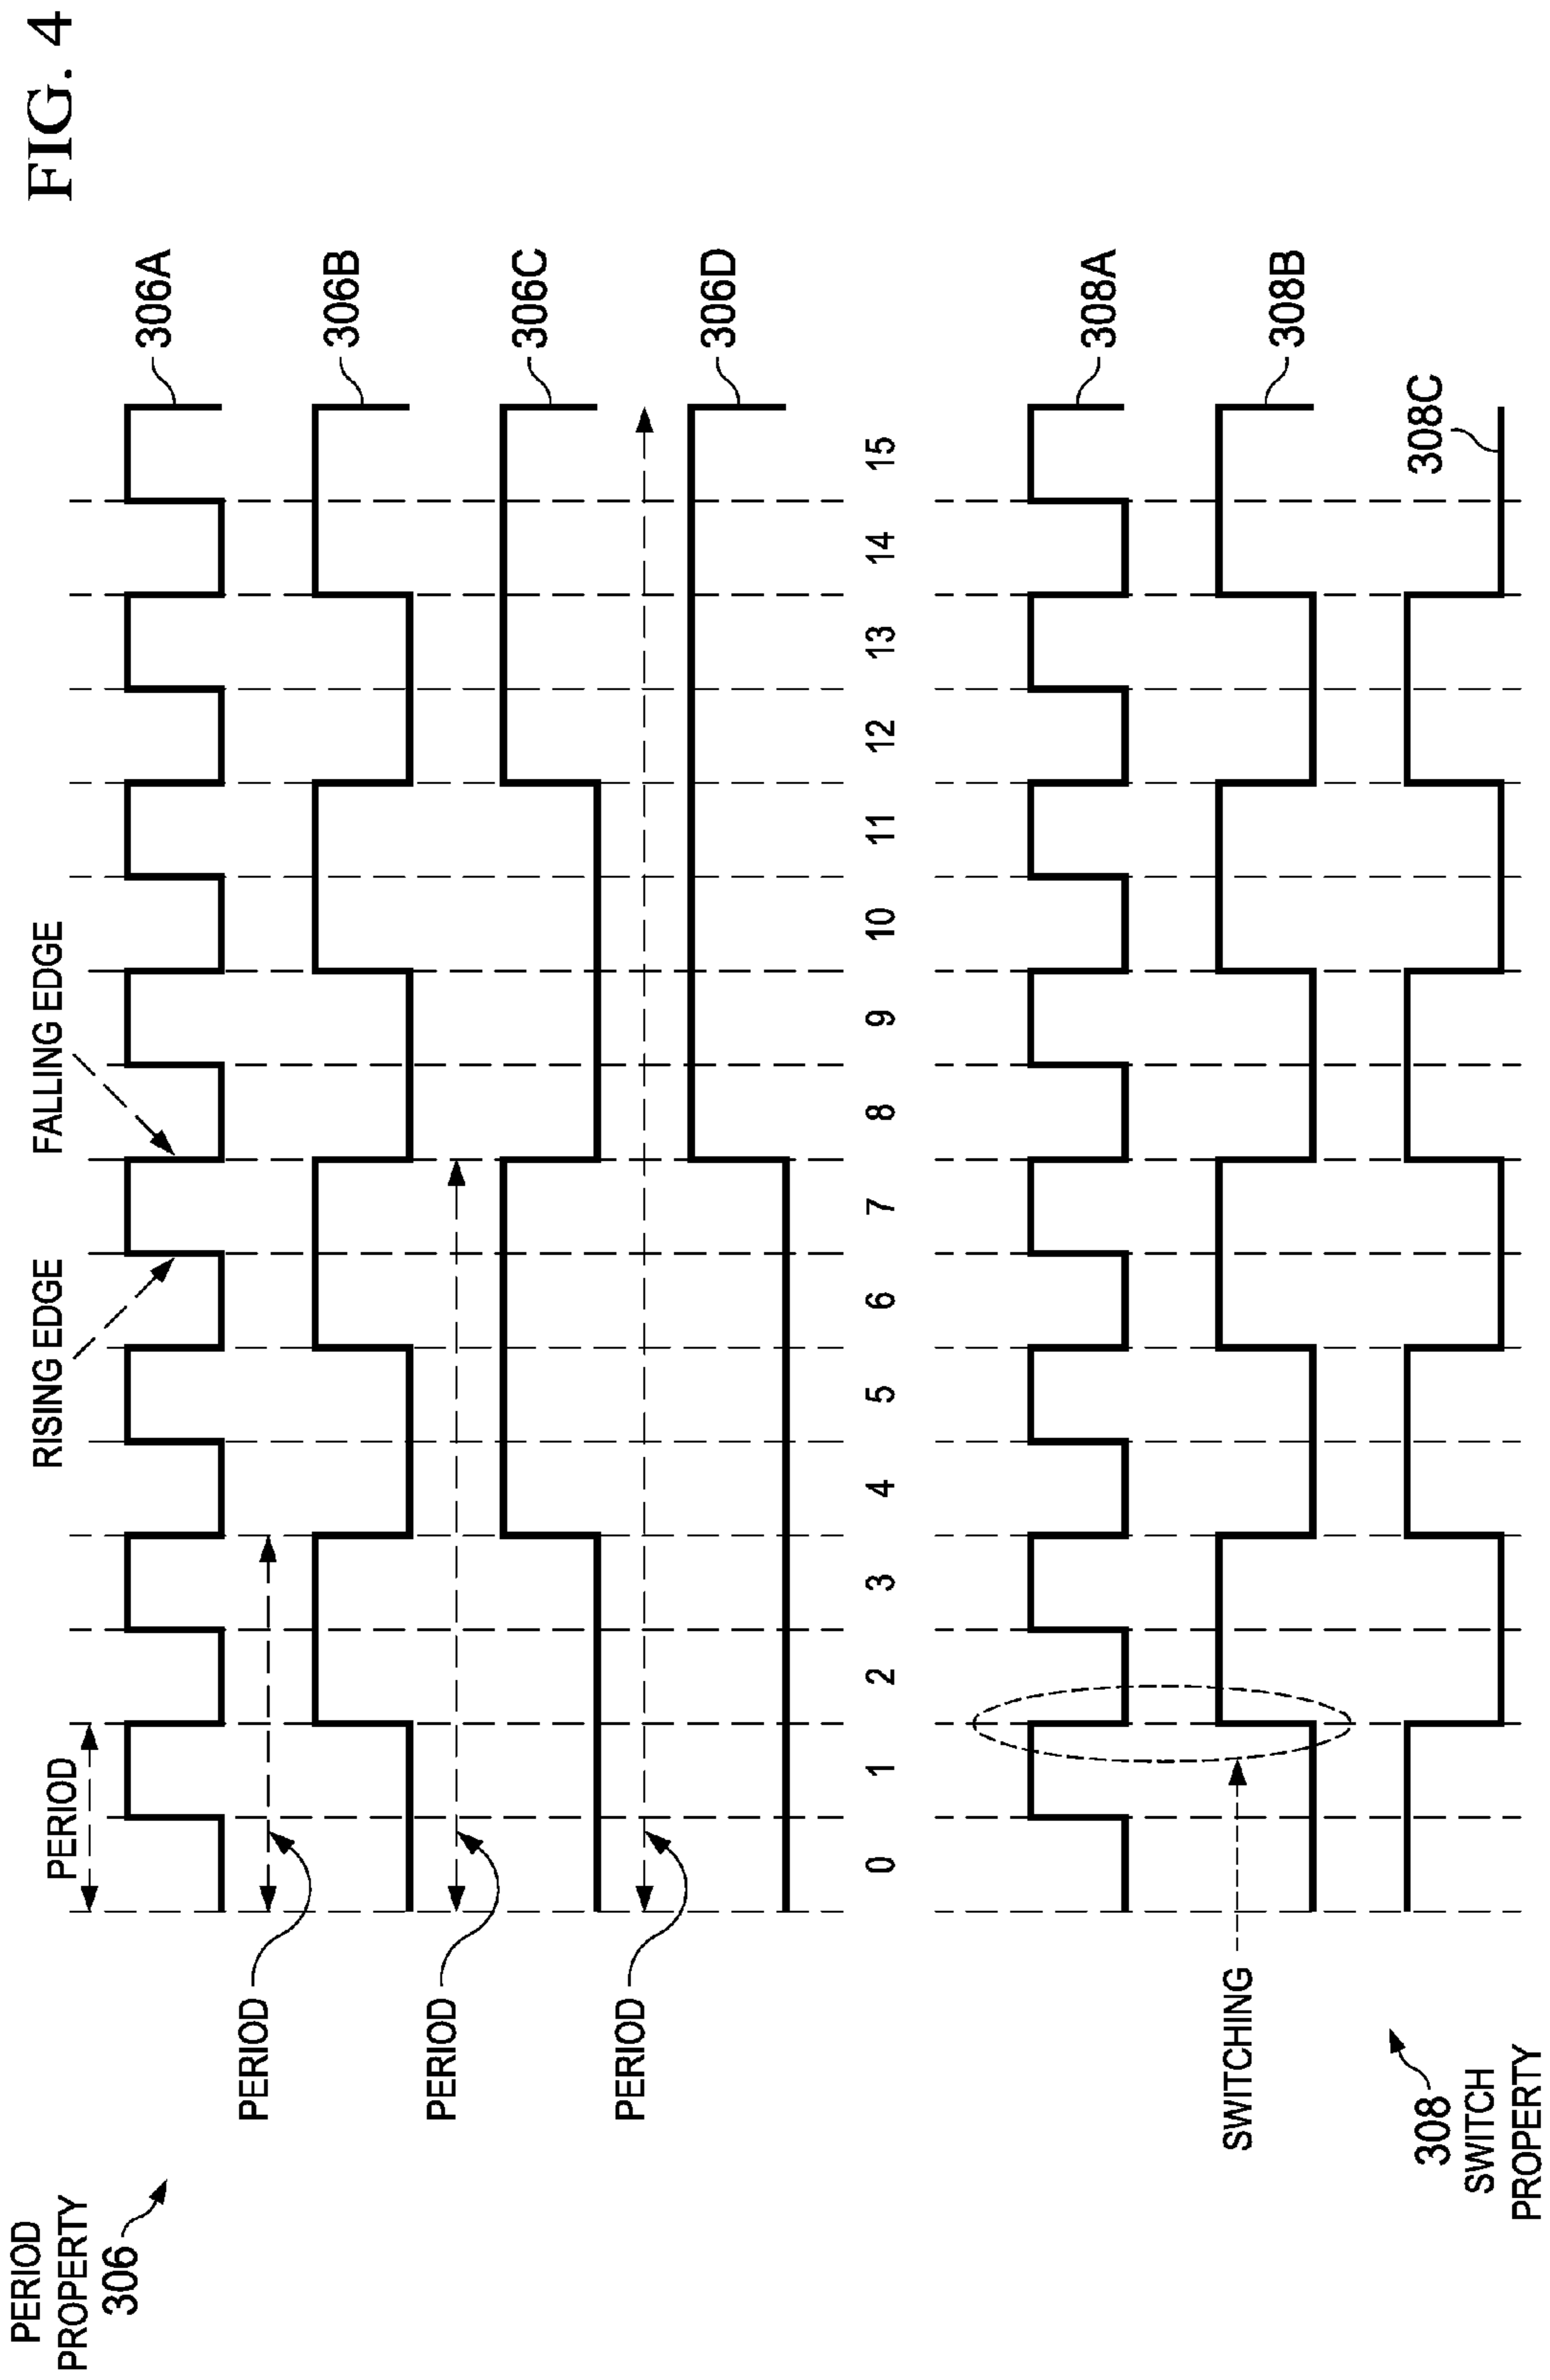 FIG. 4
PERIOD
PROPERTY
306
PERIOD
RISING EDGE
FALLING EDGE
306A
PERIOD
306B
PERIOD
306C
PERIOD
306D
0 1 2 3 4 5 6 7 8 9 10 11 12 13 14 15
308A
SWITCHING
308B
308C
308
SWITCH
PROPERTY